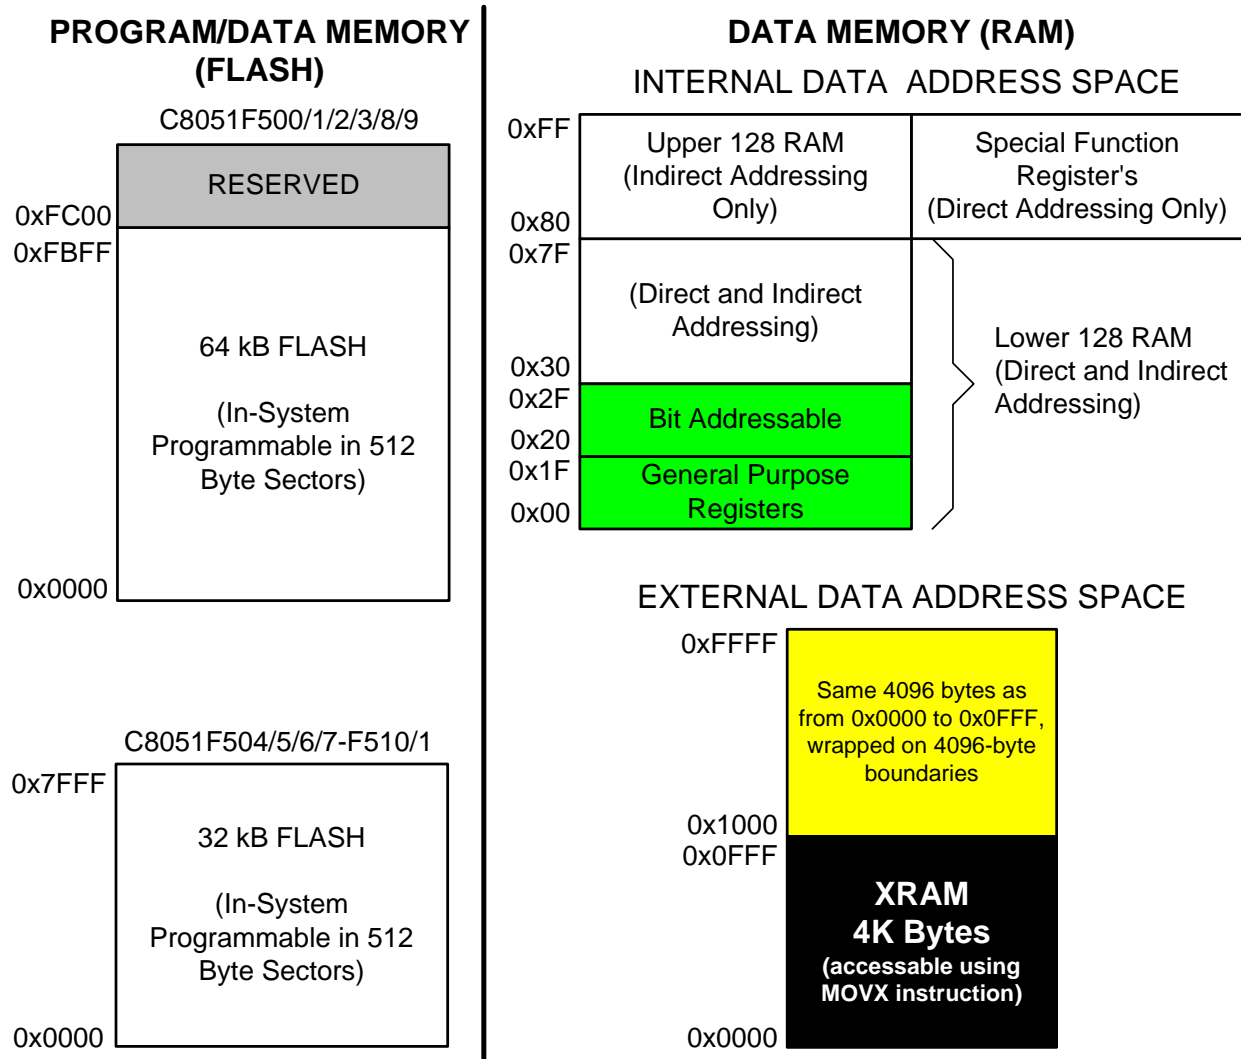 PROGRAM/DATA MEMORY
(FLASH)
C8051F500/1/2/3/8/9
RESERVED
0xFC00
0xFBFF
64 kB FLASH
(In-System
Programmable in 512
Byte Sectors)
0x0000
C8051F504/5/6/7-F510/1
0x7FFF
32 kB FLASH
(In-System
Programmable in 512
Byte Sectors)
0x0000
DATA MEMORY (RAM)
INTERNAL DATA ADDRESS SPACE
0xFF
Upper 128 RAM
(Indirect Addressing
Only)
Special Function
Register's
(Direct Addressing Only)
0x80
0x7F
(Direct and Indirect
Addressing)
Lower 128 RAM
(Direct and Indirect
Addressing)
0x30
0x2F
Bit Addressable
0x20
0x1F
General Purpose
Registers
0x00
EXTERNAL DATA ADDRESS SPACE
0xFFFF
Same 4096 bytes as
from 0x0000 to 0x0FFF,
wrapped on 4096-byte
boundaries
0x1000
0x0FFF
XRAM
4K Bytes
(accessable using
MOVX instruction)
0x0000